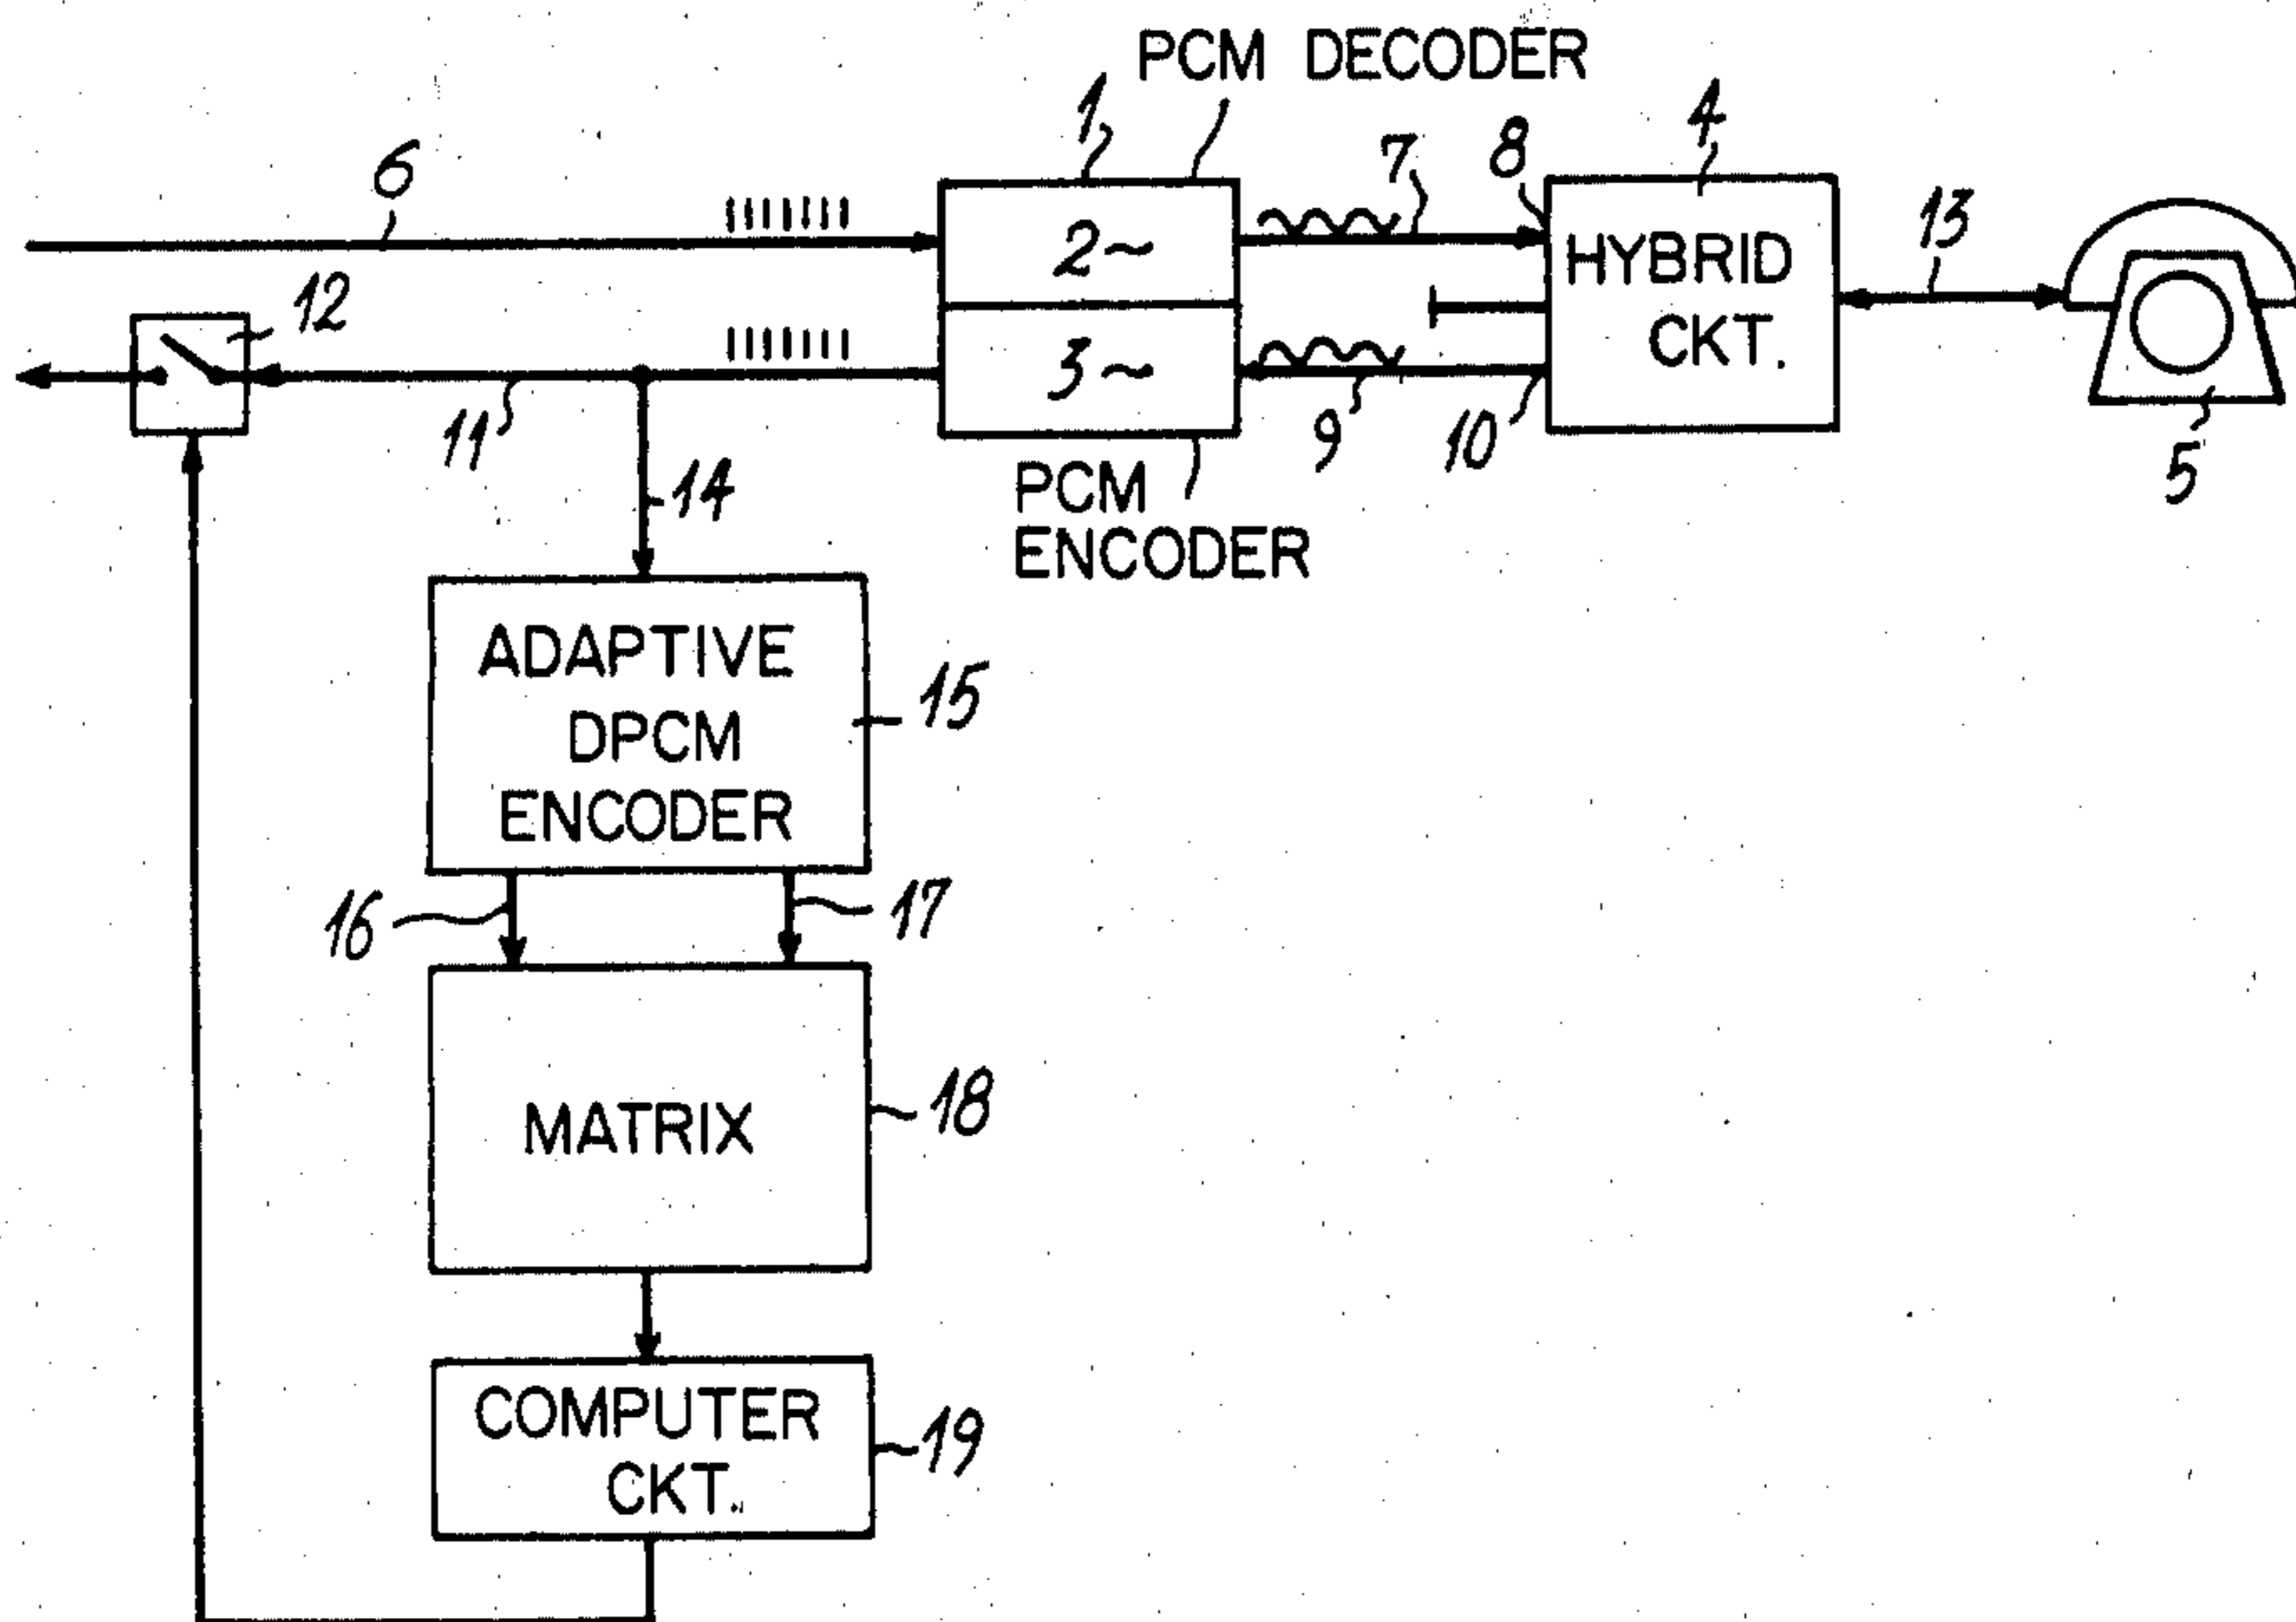 PCM DECODER
1
4
6
7
8
13
2~
HYBRID
CKT.
12
3~
11
9
10
5
14
PCM
ENCODER
ADAPTIVE
DPCM
ENCODER
15
16
17
MATRIX
18
COMPUTER
CKT.
19